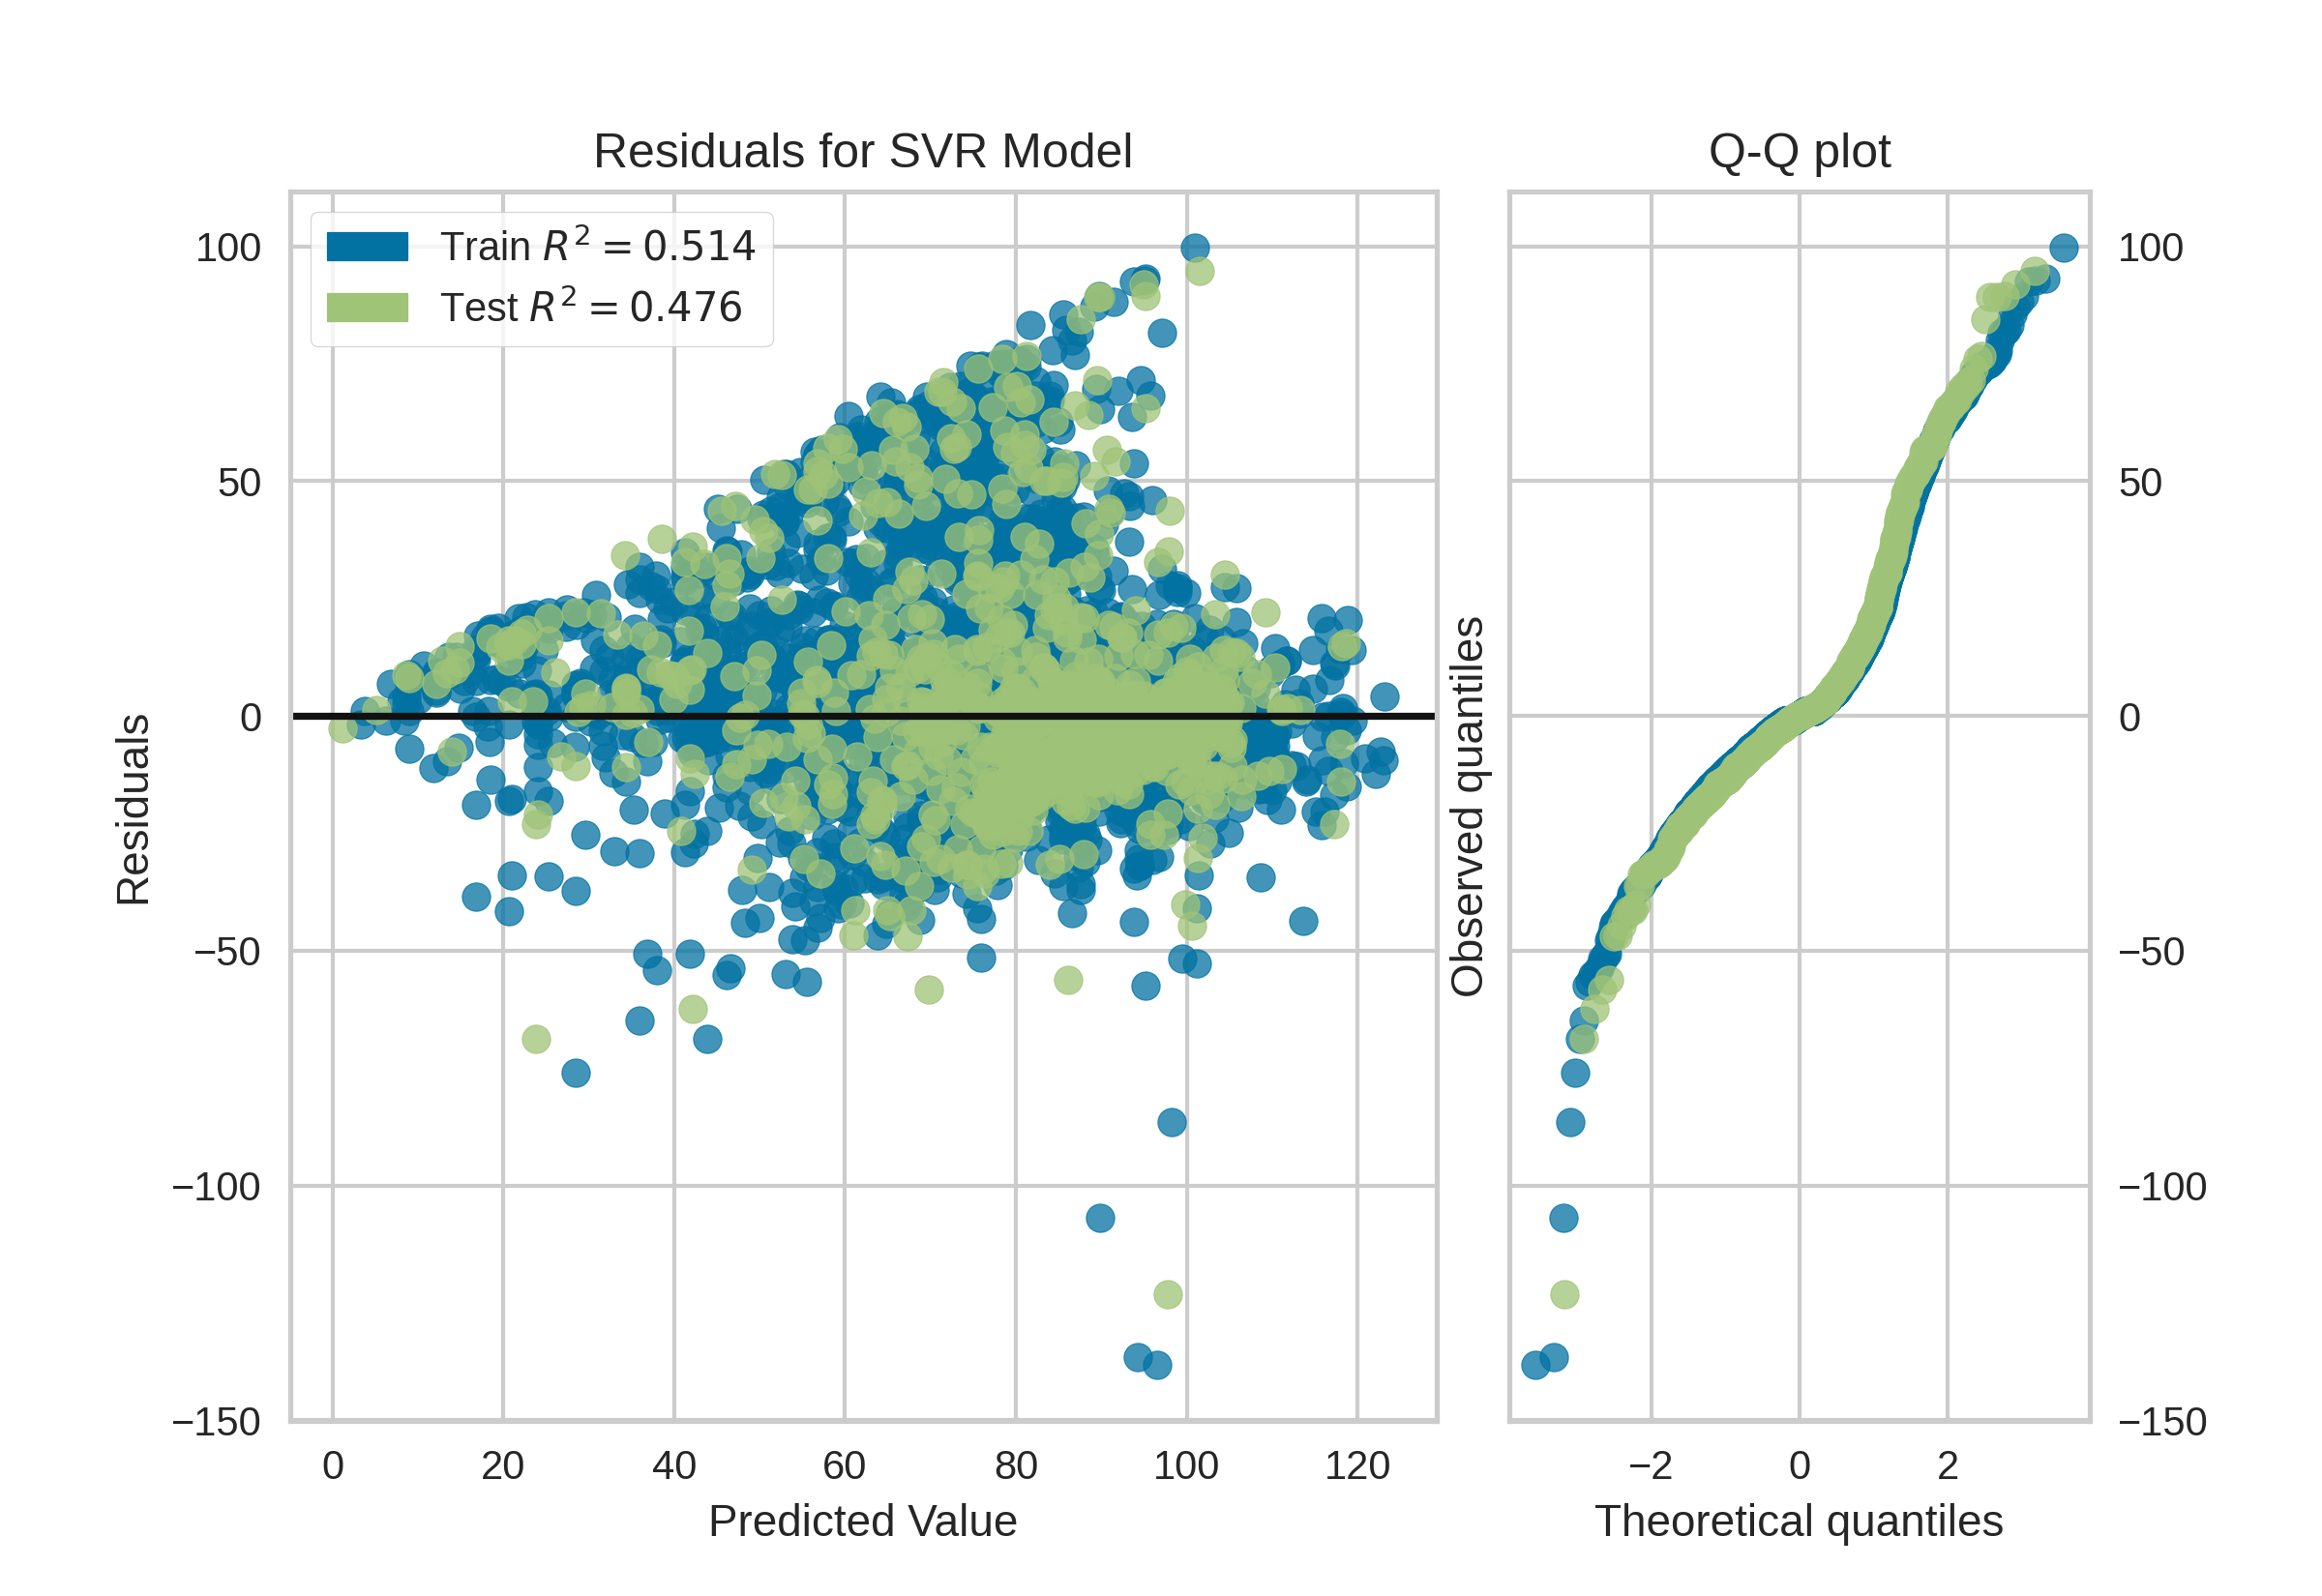 Residuals for SVR Model
Q-Q plot
Train R² = 0.514
Test R² = 0.476
100
50
0
−50
−100
−150
Residuals
0 20 40 60 80 100 120
Predicted Value
Observed quantiles
100
50
0
−50
−100
−150
−2 0 2
Theoretical quantiles